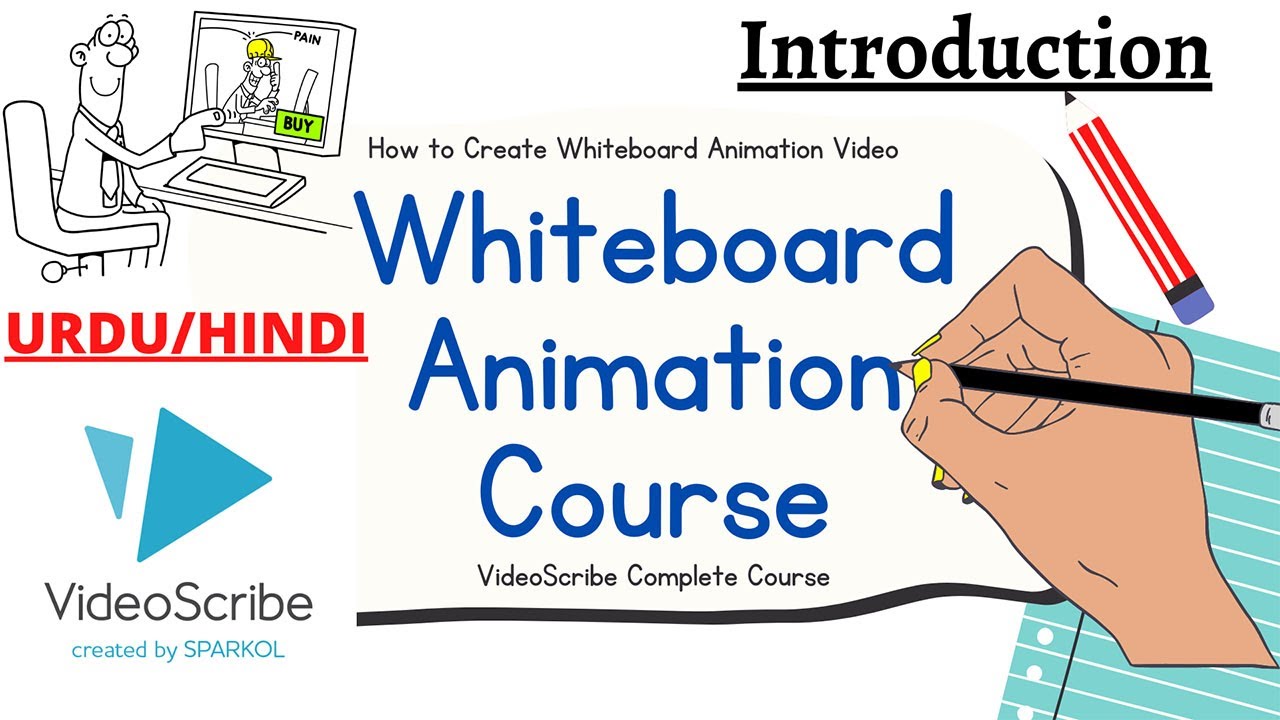 Introduction
PAIN
BUY
How to Create Whiteboard Animation Video
Whiteboard
Animation
Course
VideoScribe Complete Course
URDU/HINDI
VideoScribe
created by SPARKOL